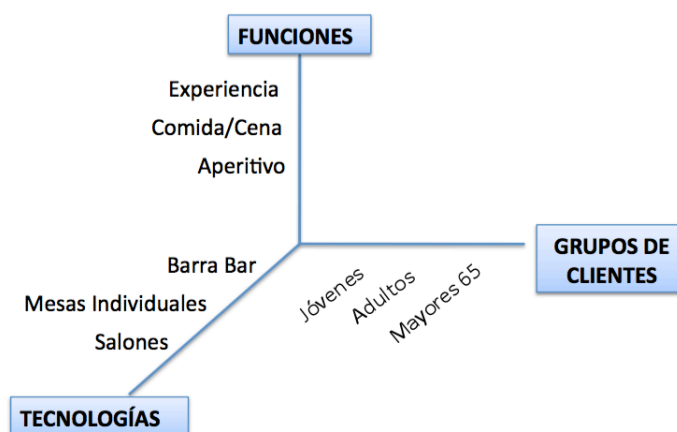 FUNCIONES
Experiencia
Comida/Cena
Aperitivo
Barra Bar
Mesas Individuales
Salones
TECNOLOGÍAS
Jóvenes
Adultos
Mayores 65
GRUPOS DE
CLIENTES